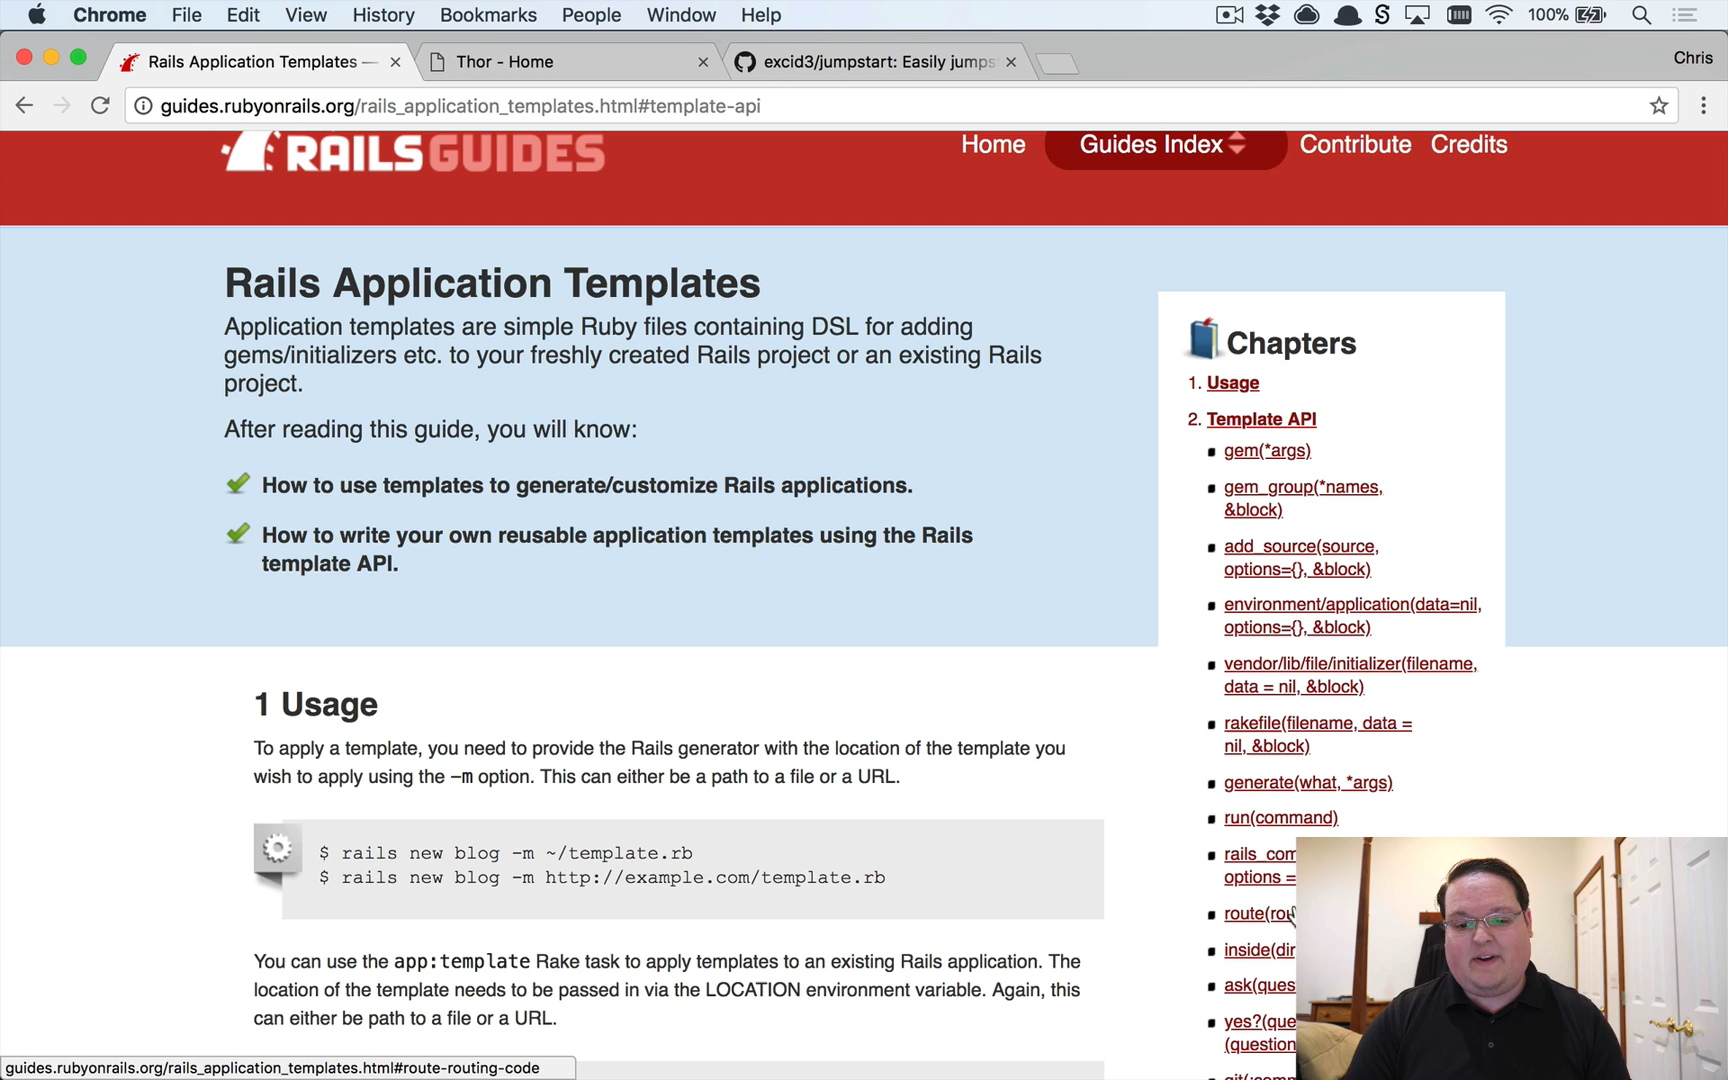 Chrome File Edit View History Bookmarks People Window Help 100%
Rails Application Templates — Thor - Home excid3/jumpstart: Easily jumps Chris
guides.rubyonrails.org/rails_application_templates.html#template-api
RAILSGUIDES Home Guides Index Contribute Credits
Rails Application Templates
Application templates are simple Ruby files containing DSL for adding
gems/initializers etc. to your freshly created Rails project or an existing Rails
project.
After reading this guide, you will know:
How to use templates to generate/customize Rails applications.
How to write your own reusable application templates using the Rails
template API.
Chapters
1. Usage
2. Template API
gem(*args)
gem_group(*names,
&block)
add_source(source,
options={}, &block)
environment/application(data=nil,
options={}, &block)
vendor/lib/file/initializer(filename,
data = nil, &block)
rakefile(filename, data =
nil, &block)
generate(what, *args)
run(command)
rails_com
options =
route(rou
inside(dir
ask(ques
yes?(que
(question
1 Usage
To apply a template, you need to provide the Rails generator with the location of the template you
wish to apply using the -m option. This can either be a path to a file or a URL.
$ rails new blog -m ~/template.rb
$ rails new blog -m http://example.com/template.rb
You can use the app:template Rake task to apply templates to an existing Rails application. The
location of the template needs to be passed in via the LOCATION environment variable. Again, this
can either be path to a file or a URL.
guides.rubyonrails.org/rails_application_templates.html#route-routing-code